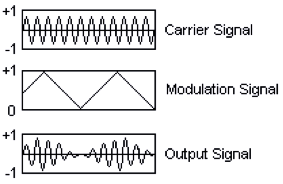 +1
Carrier Signal
-1
+1
Modulation Signal
0
+1
Output Signal
-1